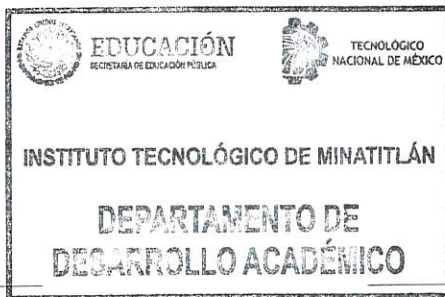 EDUCACIÓN
SECRETARÍA DE EDUCACIÓN PÚBLICA
TECNOLÓGICO
NACIONAL DE MÉXICO
INSTITUTO TECNOLÓGICO DE MINATITLÁN
DEPARTAMENTO DE
DESARROLLO ACADÉMICO